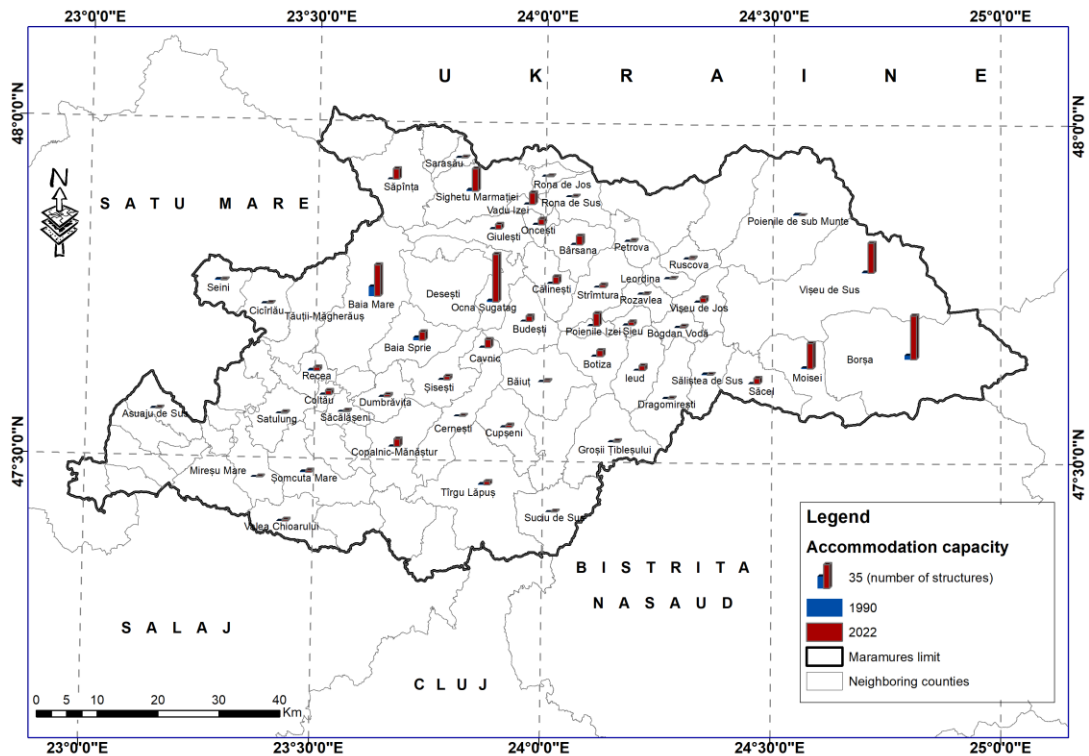 23°0'0"E 23°30'0"E 24°0'0"E 24°30'0"E 25°0'0"E
U K R A I N E
48°0'0"N
48°0'0"N
N
Sarasău
Săpînța
Sighetu Marmației
Rona de Jos
Rona de Sus
Vadu Izei
S A T U M A R E
Poienile de sub Munte
Giulești
Oncești
Bârsana
Petrova
Ruscova
Seini
Leordina
Vișeu de Sus
Desești
Călinești
Strîmtura
Rozavlea
Cicîrlău
Tăuții-Măgherăuș
Baia Mare
Ocna Sugatag
Vișeu de Jos
Budești
Poienile Izei
Șieu
Bogdan Vodă
Baia Sprie
Cavnic
Borșa
Botiza
Recea
Șisești
Băiuț
Ieud
Săliștea de Sus
Moisei
Săcel
Coltău
Dumbrăvița
Dragomirești
Asuaju de Sus
Satulung
Săcălășeni
Cernești
Cupșeni
Copalnic-Mănăștur
Groșii Țibleșului
47°30'0"N
47°30'0"N
Mireșu Mare
Șomcuta Mare
Tîrgu Lăpuș
Valea Chioarului
Suciu de Sus
Legend
Accommodation capacity
35 (number of structures)
1990
2022
Maramures limit
Neighboring counties
B I S T R I T A
N A S A U D
S A L A J
C L U J
0 5 10 20 30 40
Km
23°0'0"E 23°30'0"E 24°0'0"E 24°30'0"E 25°0'0"E